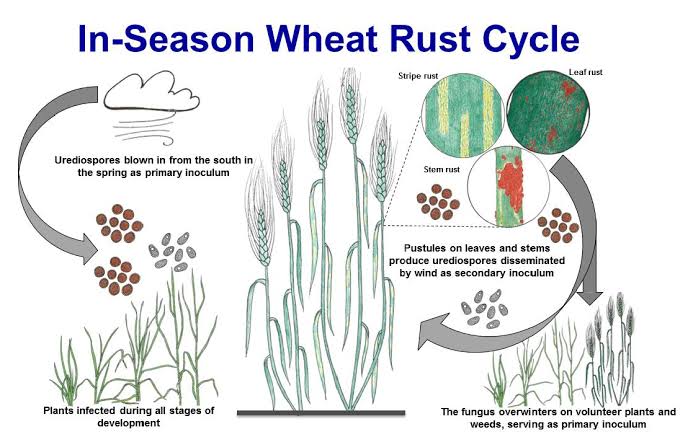 In-Season Wheat Rust Cycle
Stripe rust
Leaf rust
Urediospores blown in from the south in
the spring as primary inoculum
Stem rust
Pustules on leaves and stems
produce urediospores disseminated
by wind as secondary inoculum
Plants infected during all stages of
development
The fungus overwinters on volunteer plants and
weeds, serving as primary inoculum